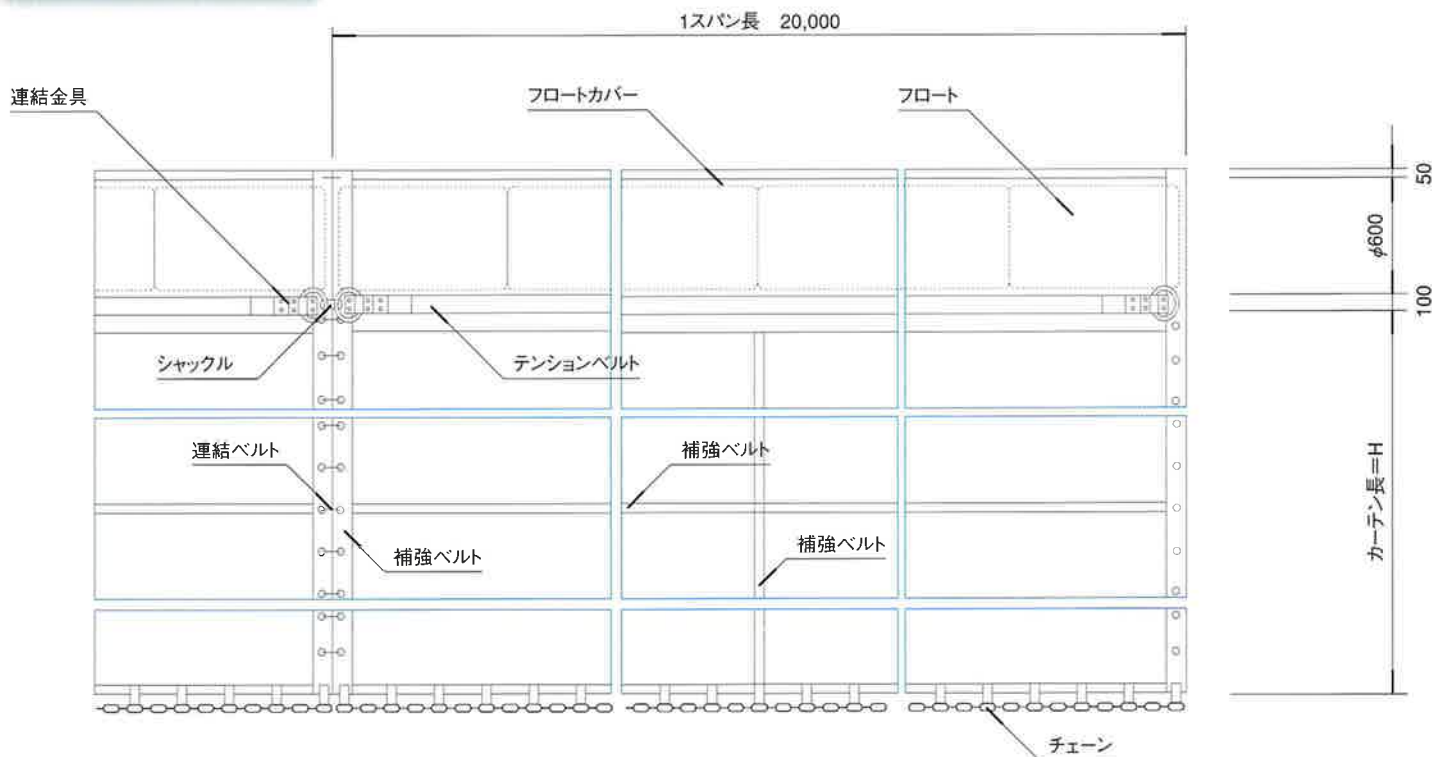 1スパン長 20,000
連結金具
フロートカバー
フロート
50
φ600
100
シャックル
テンションベルト
連結ベルト
補強ベルト
補強ベルト
補強ベルト
カーテン長=H
チェーン